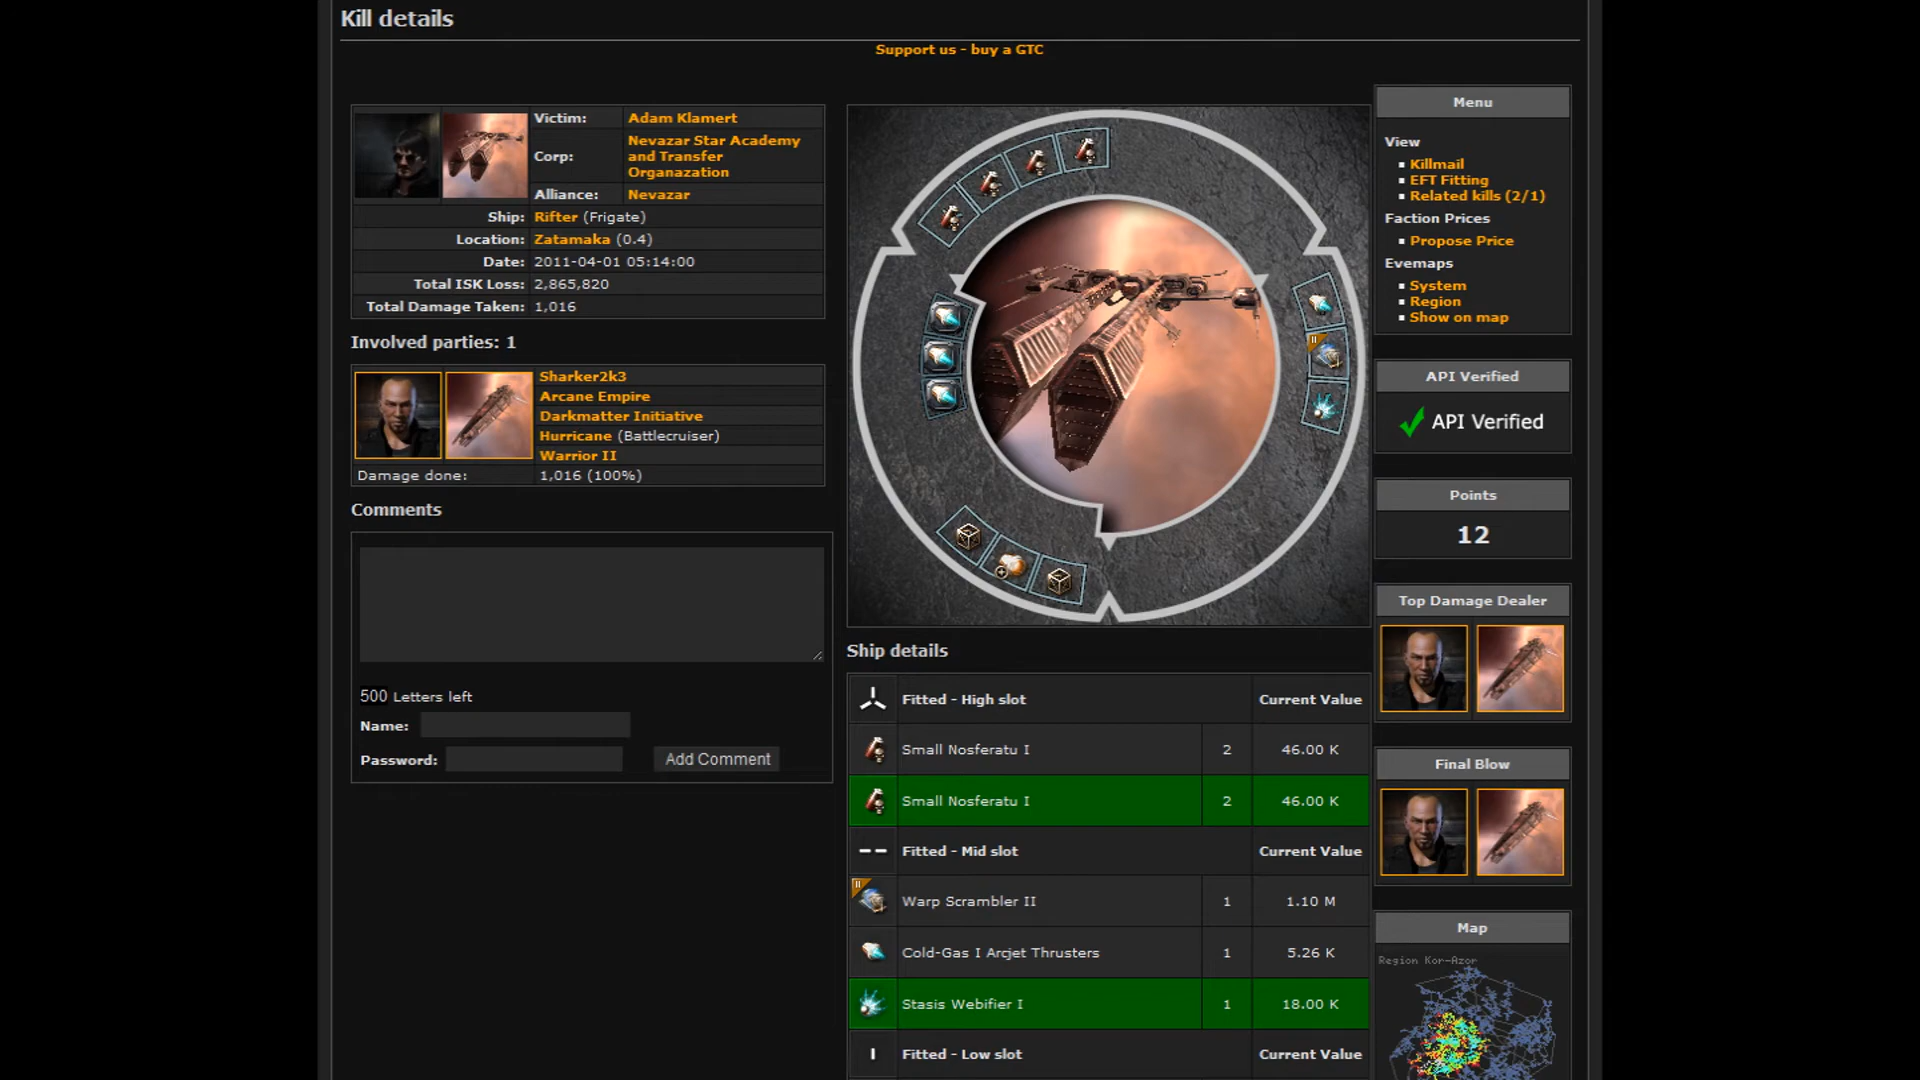 Kill details
Support us - buy a GTC
Victim: Adam Klamert
Corp: Nevazar Star Academy and Transfer Organazation
Alliance: Nevazar
Ship: Rifter (Frigate)
Location: Zatamaka (0.4)
Date: 2011-04-01 05:14:00
Total ISK Loss: 2,865,820
Total Damage Taken: 1,016
Involved parties: 1
Sharker2k3
Arcane Empire
Darkmatter Initiative
Hurricane (Battlecruiser)
Warrior II
Damage done: 1,016 (100%)
Comments
500 Letters left
Name:
Password: Add Comment
II
Ship details
Fitted - High slot Current Value
Small Nosferatu I 2 46.00 K
Small Nosferatu I 2 46.00 K
Fitted - Mid slot Current Value
II
Warp Scrambler II 1 1.10 M
Cold-Gas I Arcjet Thrusters 1 5.26 K
Stasis Webifier I 1 18.00 K
Fitted - Low slot Current Value
Menu
View
Killmail
EFT Fitting
Related kills (2/1)
Faction Prices
Propose Price
Evemaps
System
Region
Show on map
API Verified
API Verified
Points
12
Top Damage Dealer
Final Blow
Map
Region Kor-Azor